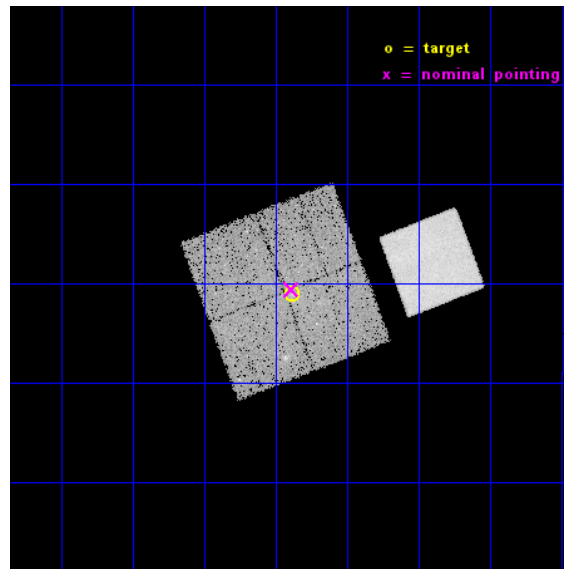 o = target
x = nominal pointing